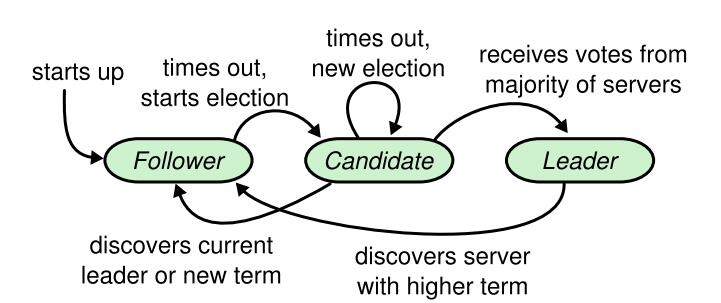 starts up
times out,
starts election
times out,
new election
receives votes from
majority of servers
Follower
Candidate
Leader
discovers current
leader or new term
discovers server
with higher term